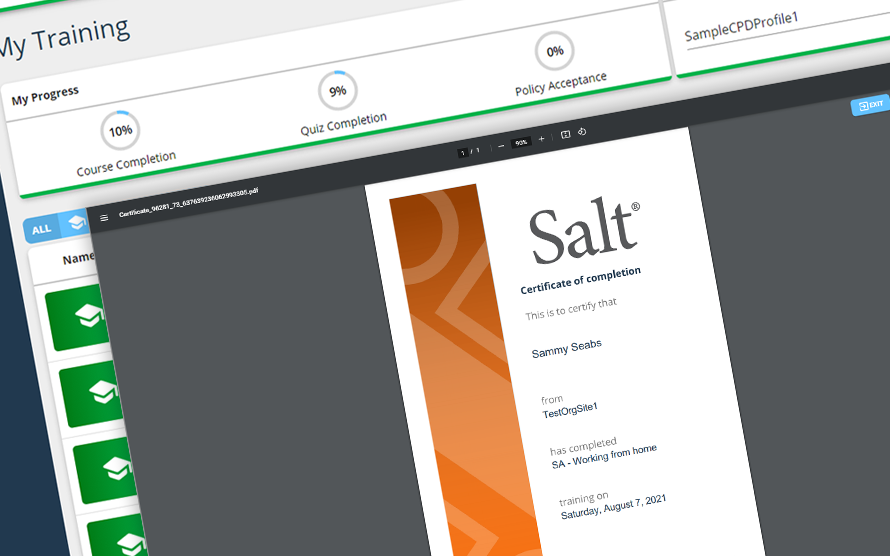 My Training
My Progress
10%
Course Completion
9%
Quiz Completion
0%
Policy Acceptance
SampleCPDProfile1
EXIT
ALL
Name
Certificate_96281_73_637639236062993305.pdf
1 / 1
90%
Salt®
Certificate of completion
This is to certify that
Sammy Seabs
from
TestOrgSite1
has completed
SA - Working from home
training on
Saturday, August 7, 2021